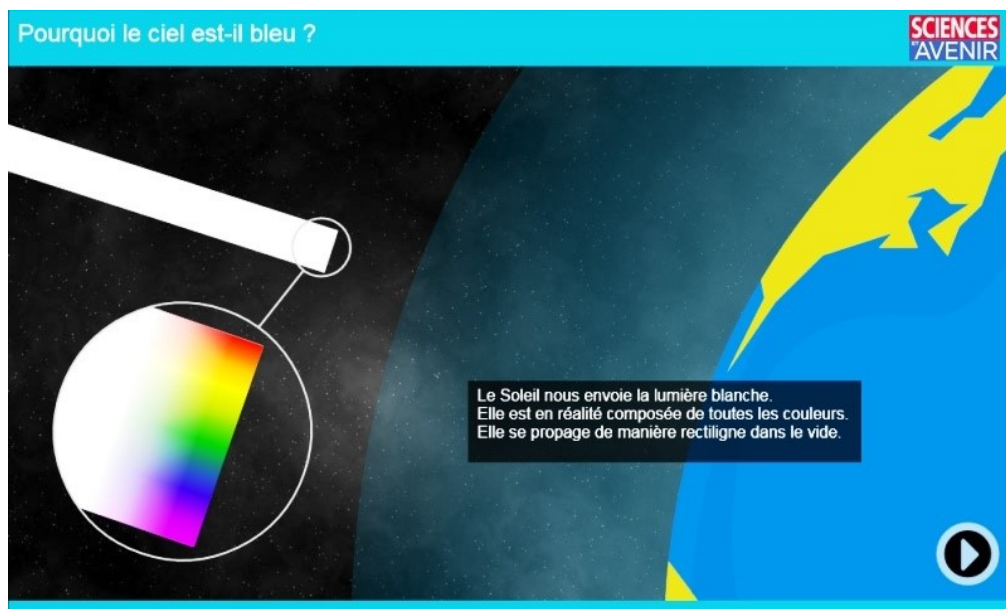 Pourquoi le ciel est-il bleu ?
SCIENCES
ET AVENIR
Le Soleil nous envoie la lumière blanche.
Elle est en réalité composée de toutes les couleurs.
Elle se propage de manière rectiligne dans le vide.